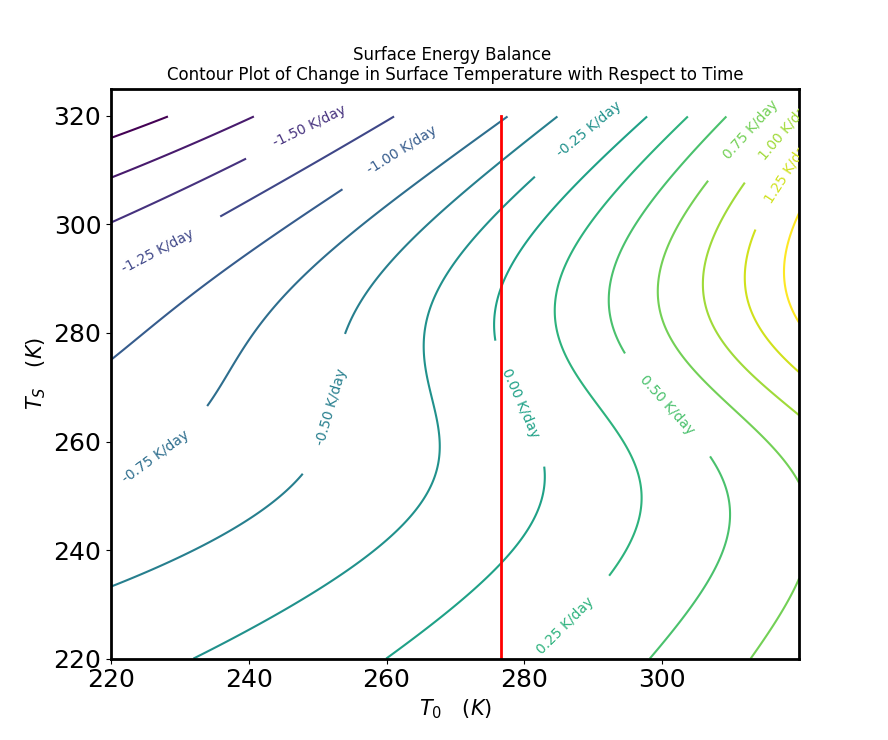 Surface Energy Balance
Contour Plot of Change in Surface Temperature with Respect to Time
320
300
280
260
240
220
T_S (K)
-1.50 K/day
-1.00 K/day
-0.25 K/day
0.75 K/day
1.00 K/d
1.25 K/d
-1.25 K/day
-0.50 K/day
0.00 K/day
0.50 K/day
-0.75 K/day
0.25 K/day
220
240
260
280
300
T_0 (K)